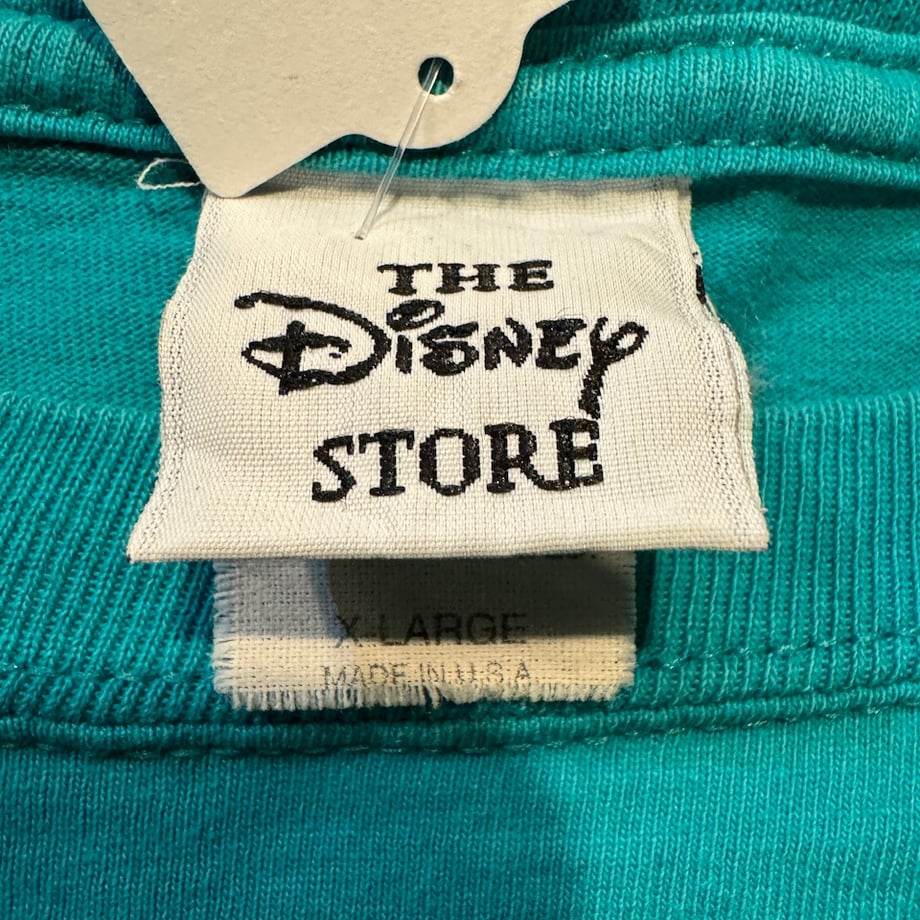 THE
Disney
STORE
X-LARGE
MADE IN U.S.A.